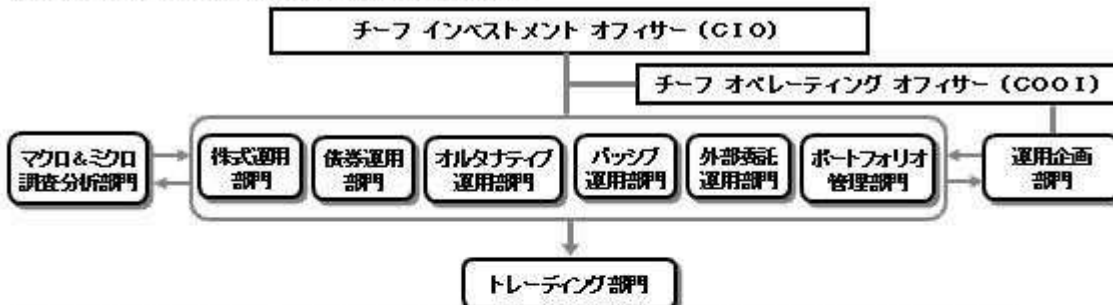 チーフ インベストメント オフィサー (CIO)
チーフ オペレーティング オフィサー (COOI)
マクロ&ミクロ
調査分析部門
株式運用
部門
債券運用
部門
オルタナティブ
運用部門
パッシブ
運用部門
外部委託
運用部門
ポートフォリオ
管理部門
運用企画
部門
トレーディング部門